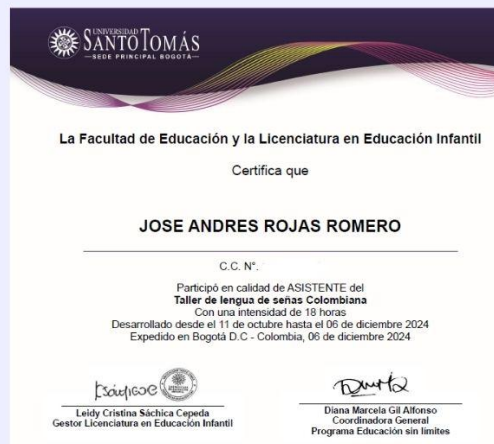 UNIVERSIDAD
SANTO TOMÁS
SEDE PRINCIPAL BOGOTÁ
La Facultad de Educación y la Licenciatura en Educación Infantil
Certifica que
JOSE ANDRES ROJAS ROMERO
C.C. N°.
Participó en calidad de ASISTENTE del
Taller de lengua de señas Colombiana
Con una intensidad de 18 horas
Desarrollado desde el 11 de octubre hasta el 06 de diciembre 2024
Expedido en Bogotá D.C - Colombia, 06 de diciembre 2024
Leidy Cristina Sáchica Cepeda
Gestor Licenciatura en Educación Infantil
Diana Marcela Gil Alfonso
Coordinadora General
Programa Educación sin límites